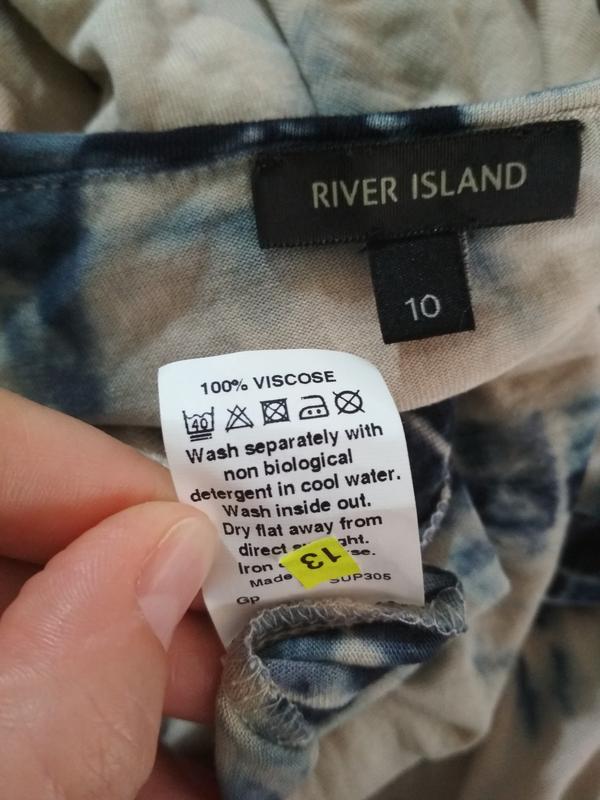 RIVER ISLAND
10
100% VISCOSE
40
Wash separately with
non biological
detergent in cool water.
Wash inside out.
Dry flat away from
direct
Iron
13
Made SUP305
Gp